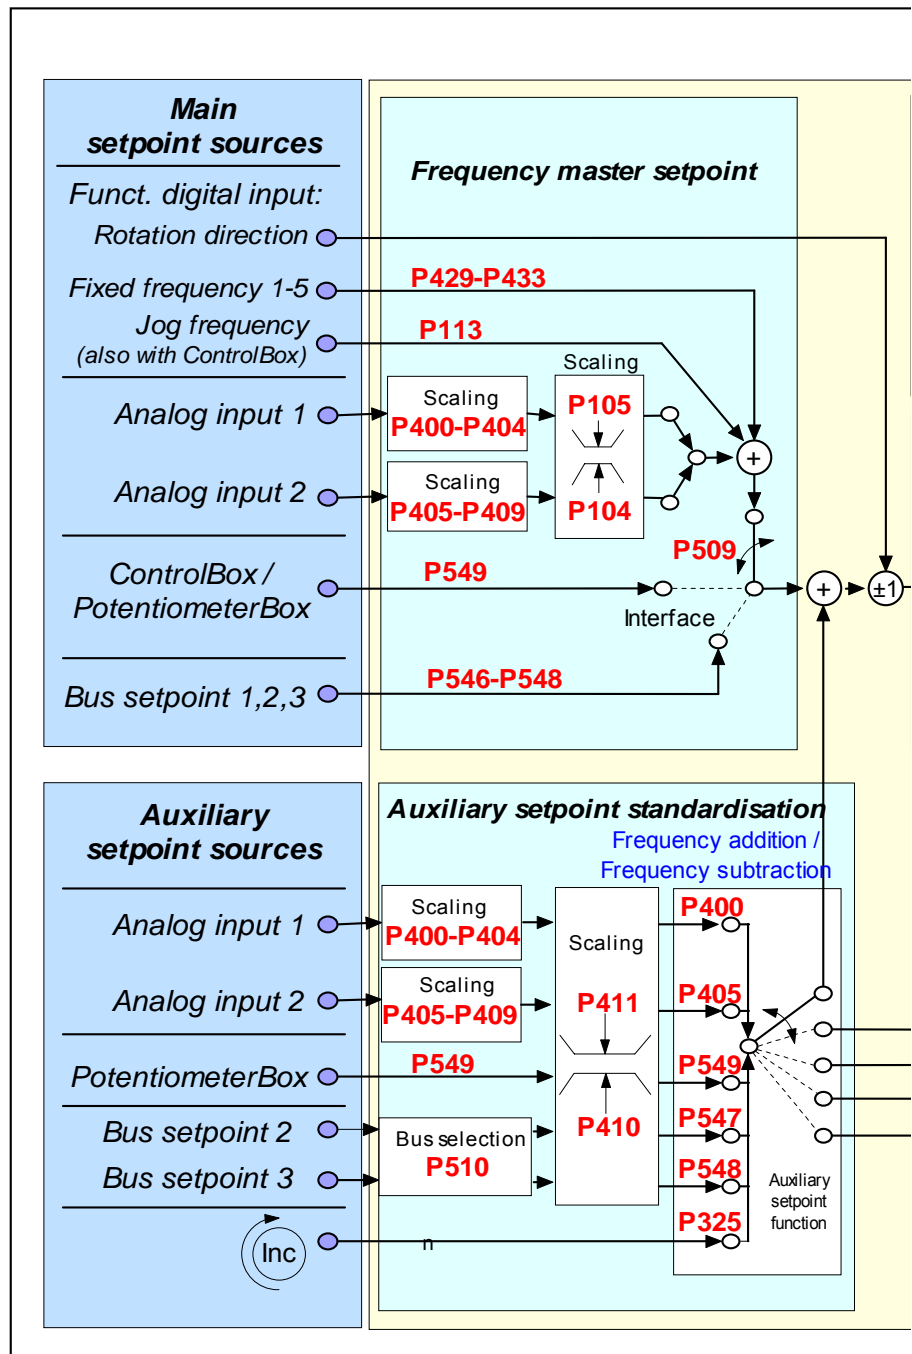 Main
setpoint sources
Funct. digital input:
Rotation direction
Fixed frequency 1-5
Jog frequency
(also with ControlBox)
Analog input 1
Analog input 2
ControlBox /
PotentiometerBox
Bus setpoint 1,2,3
Frequency master setpoint
P429-P433
P113
Scaling
P400-P404
Scaling
P105
P104
Scaling
P405-P409
+
P509
P549
Interface
P546-P548
+
±1
Auxiliary
setpoint sources
Analog input 1
Analog input 2
PotentiometerBox
Bus setpoint 2
Bus setpoint 3
Inc
Auxiliary setpoint standardisation
Frequency addition /
Frequency subtraction
Scaling
P400-P404
Scaling
P405-P409
P549
Bus selection
P510
n
Scaling
P411
P410
P400
P405
P549
P547
P548
P325
Auxiliary
setpoint
function